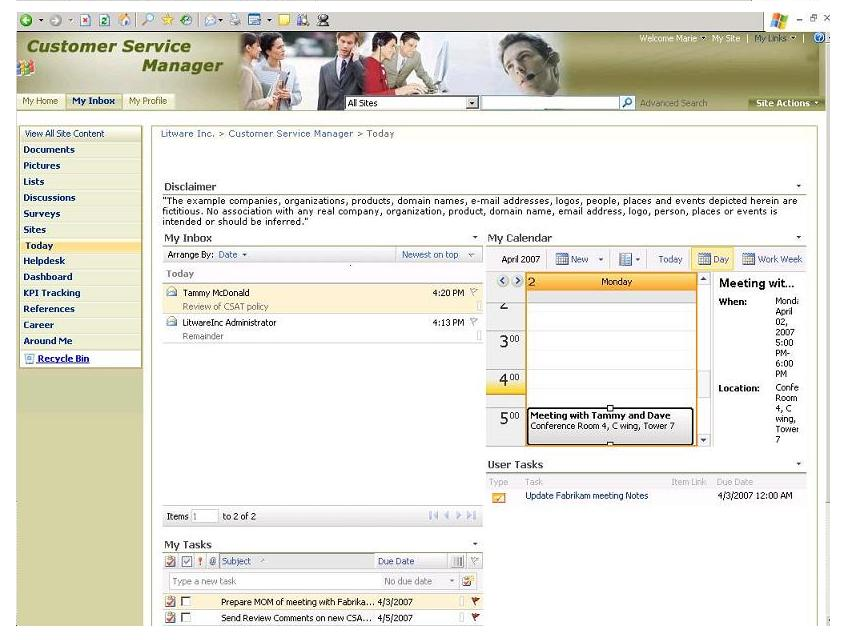 Customer Service
Manager
Welcome Marie
My Site
My Links
My Home
My Inbox
My Profile
All Sites
Advanced Search
Site Actions
View All Site Content
Documents
Pictures
Lists
Discussions
Surveys
Sites
Today
Helpdesk
Dashboard
KPI Tracking
References
Career
Around Me
Recycle Bin
Litware Inc. > Customer Service Manager > Today
Disclaimer
"The example companies, organizations, products, domain names, e-mail addresses, logos, people, places and events depicted herein are
fictitious. No association with any real company, organization, product, domain name, email address, logo, person, places or events is
intended or should be inferred."
My Inbox
Arrange By: Date
Newest on top
Today
Tammy McDonald
4:20 PM
Review of CSAT policy
LitwareInc Administrator
4:13 PM
Remainder
Items 1 to 2 of 2
My Tasks
Subject
Due Date
Type a new task
No due date
Prepare MOM of meeting with Fabrika... 4/3/2007
Send Review Comments on new CSA... 4/5/2007
My Calendar
April 2007
New
Today
Day
Work Week
2 Monday
2
3 00
4 00
5 00
Meeting with Tammy and Dave
Conference Room 4, C wing, Tower 7
Meeting wit...
When:
Monda
April
02,
2007
5:00
PM-
6:00
PM
Location:
Confe
Room
4, C
wing,
Tower
7
User Tasks
Type
Task
Item Link
Due Date
Update Fabrikam meeting Notes
4/3/2007 12:00 AM